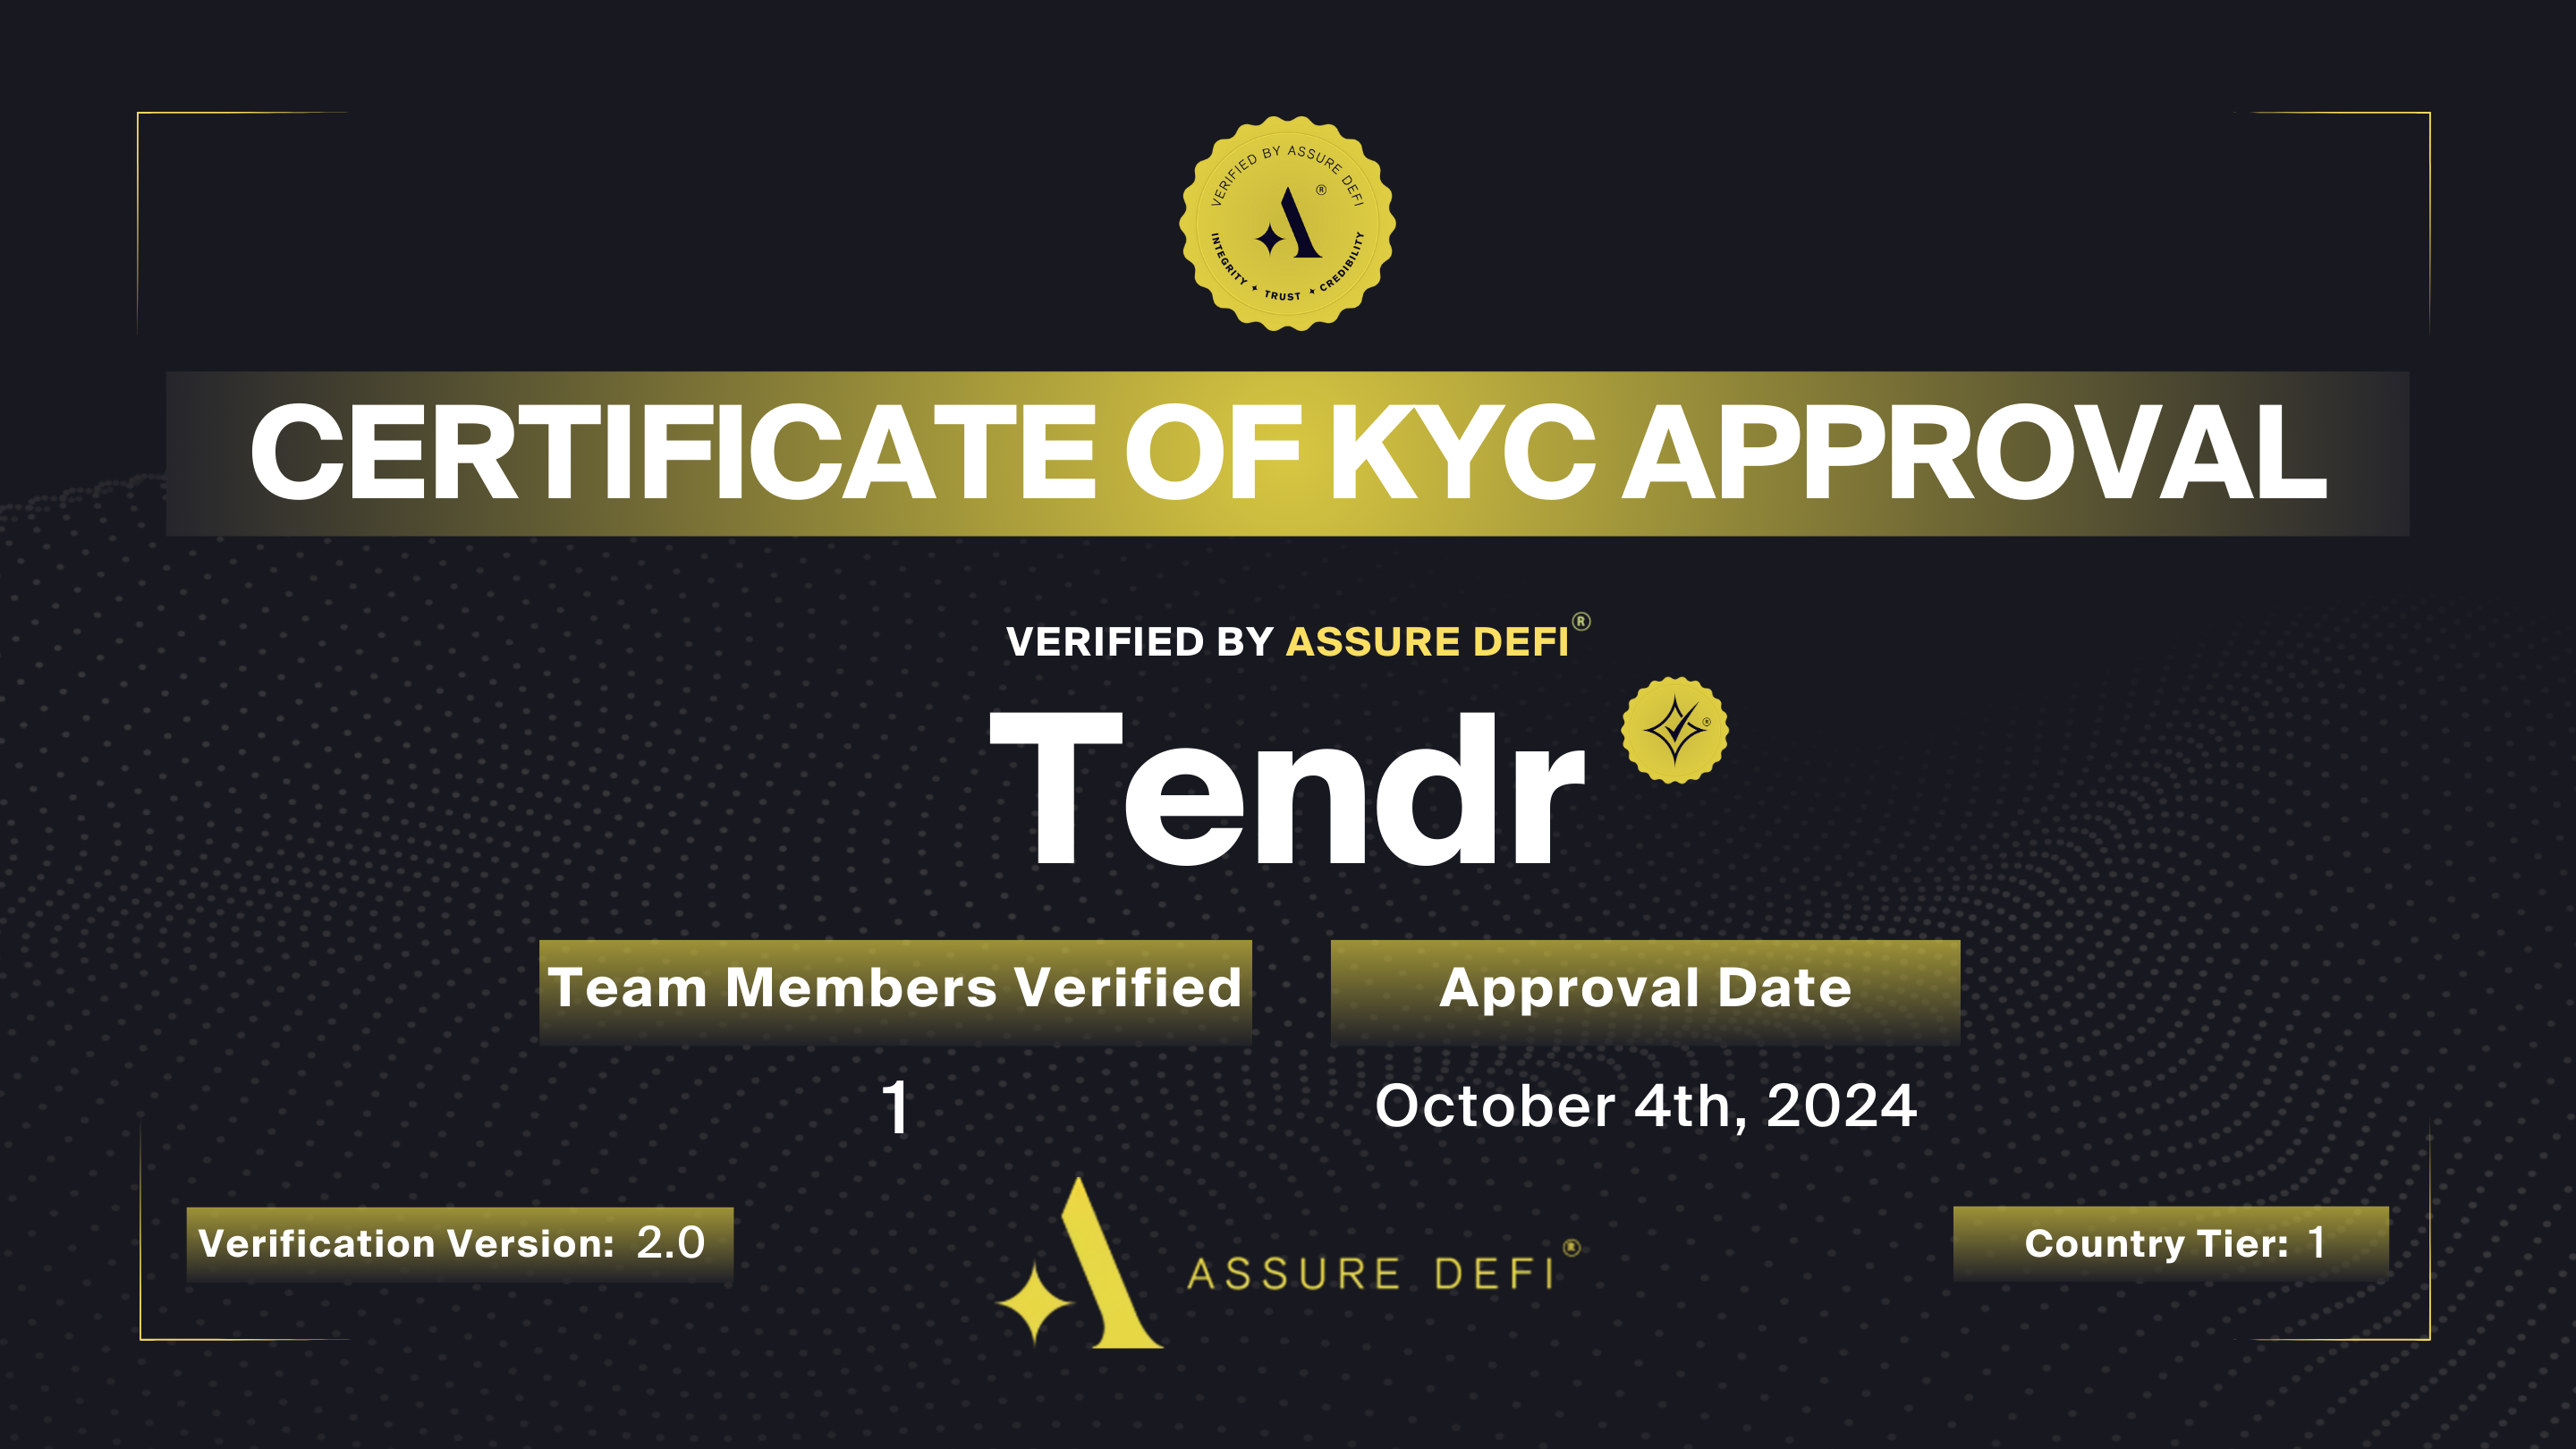 VERIFIED BY ASSURE DEFI
®
INTEGRITY ✦ TRUST ✦ CREDIBILITY
CERTIFICATE OF KYC APPROVAL
VERIFIED BY ASSURE DEFI®
Tendr
®
Team Members Verified
1
Approval Date
October 4th, 2024
Verification Version: 2.0
ASSURE DEFI®
Country Tier: 1